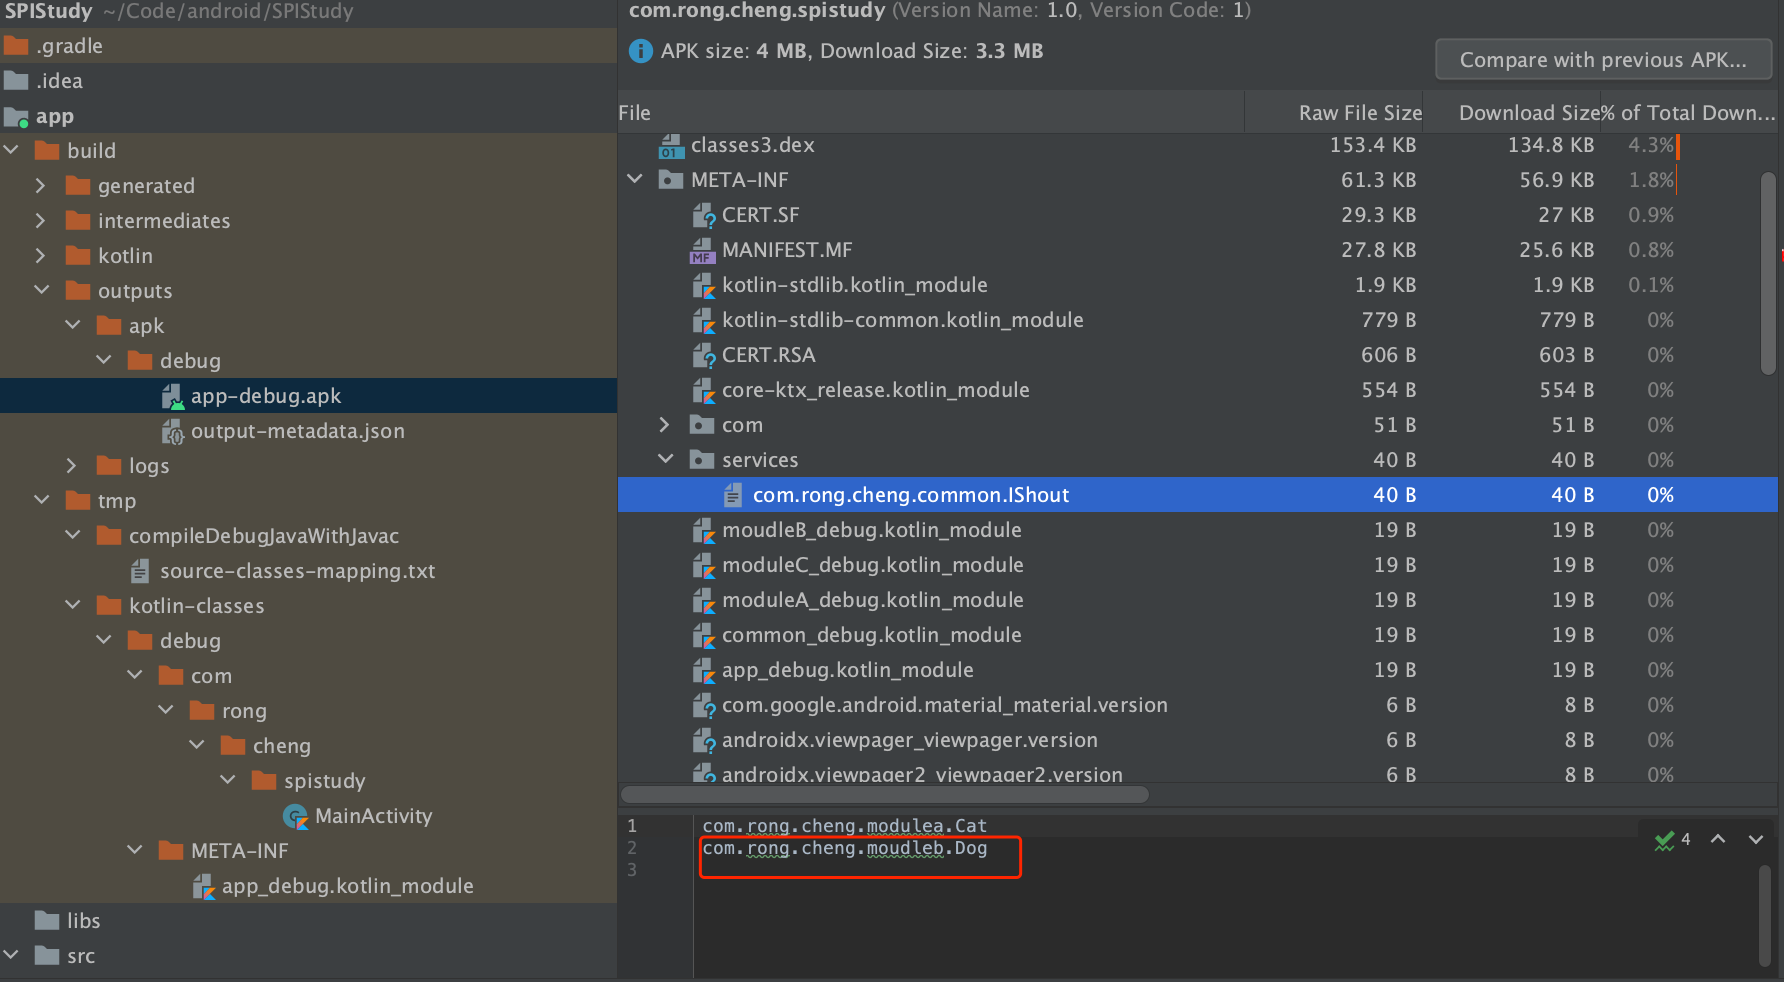 SPIStudy ~/Code/android/SPIStudy
.gradle
.idea
app
build
generated
intermediates
kotlin
outputs
apk
debug
app-debug.apk
output-metadata.json
logs
tmp
compileDebugJavaWithJavac
source-classes-mapping.txt
kotlin-classes
debug
com
rong
cheng
spistudy
MainActivity
META-INF
app_debug.kotlin_module
libs
src
com.rong.cheng.spistudy (Version Name: 1.0, Version Code: 1)
APK size: 4 MB, Download Size: 3.3 MB
Compare with previous APK...
File Raw File Size Download Size % of Total Down...
classes3.dex 153.4 KB 134.8 KB 4.3%
META-INF 61.3 KB 56.9 KB 1.8%
CERT.SF 29.3 KB 27 KB 0.9%
MANIFEST.MF 27.8 KB 25.6 KB 0.8%
kotlin-stdlib.kotlin_module 1.9 KB 1.9 KB 0.1%
kotlin-stdlib-common.kotlin_module 779 B 779 B 0%
CERT.RSA 606 B 603 B 0%
core-ktx_release.kotlin_module 554 B 554 B 0%
com 51 B 51 B 0%
services 40 B 40 B 0%
com.rong.cheng.common.IShout 40 B 40 B 0%
moudleB_debug.kotlin_module 19 B 19 B 0%
moduleC_debug.kotlin_module 19 B 19 B 0%
moduleA_debug.kotlin_module 19 B 19 B 0%
common_debug.kotlin_module 19 B 19 B 0%
app_debug.kotlin_module 19 B 19 B 0%
com.google.android.material_material.version 6 B 8 B 0%
androidx.viewpager_viewpager.version 6 B 8 B 0%
androidx.viewpager2_viewpager2.version 6 B 8 B 0%
1 com.rong.cheng.modulea.Cat
2 com.rong.cheng.moudleb.Dog
3
4